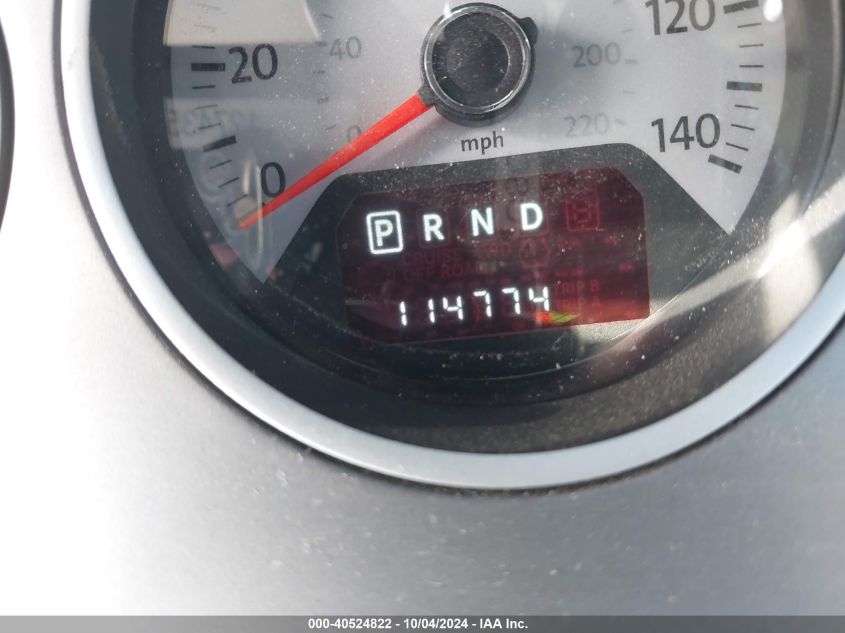 120
20
40
200
mph
220
140
0
0
P R N D
CRUISE
OFF ROAD
TRIP B
114774
TRIP A
000-40524822 - 10/04/2024 - IAA Inc.